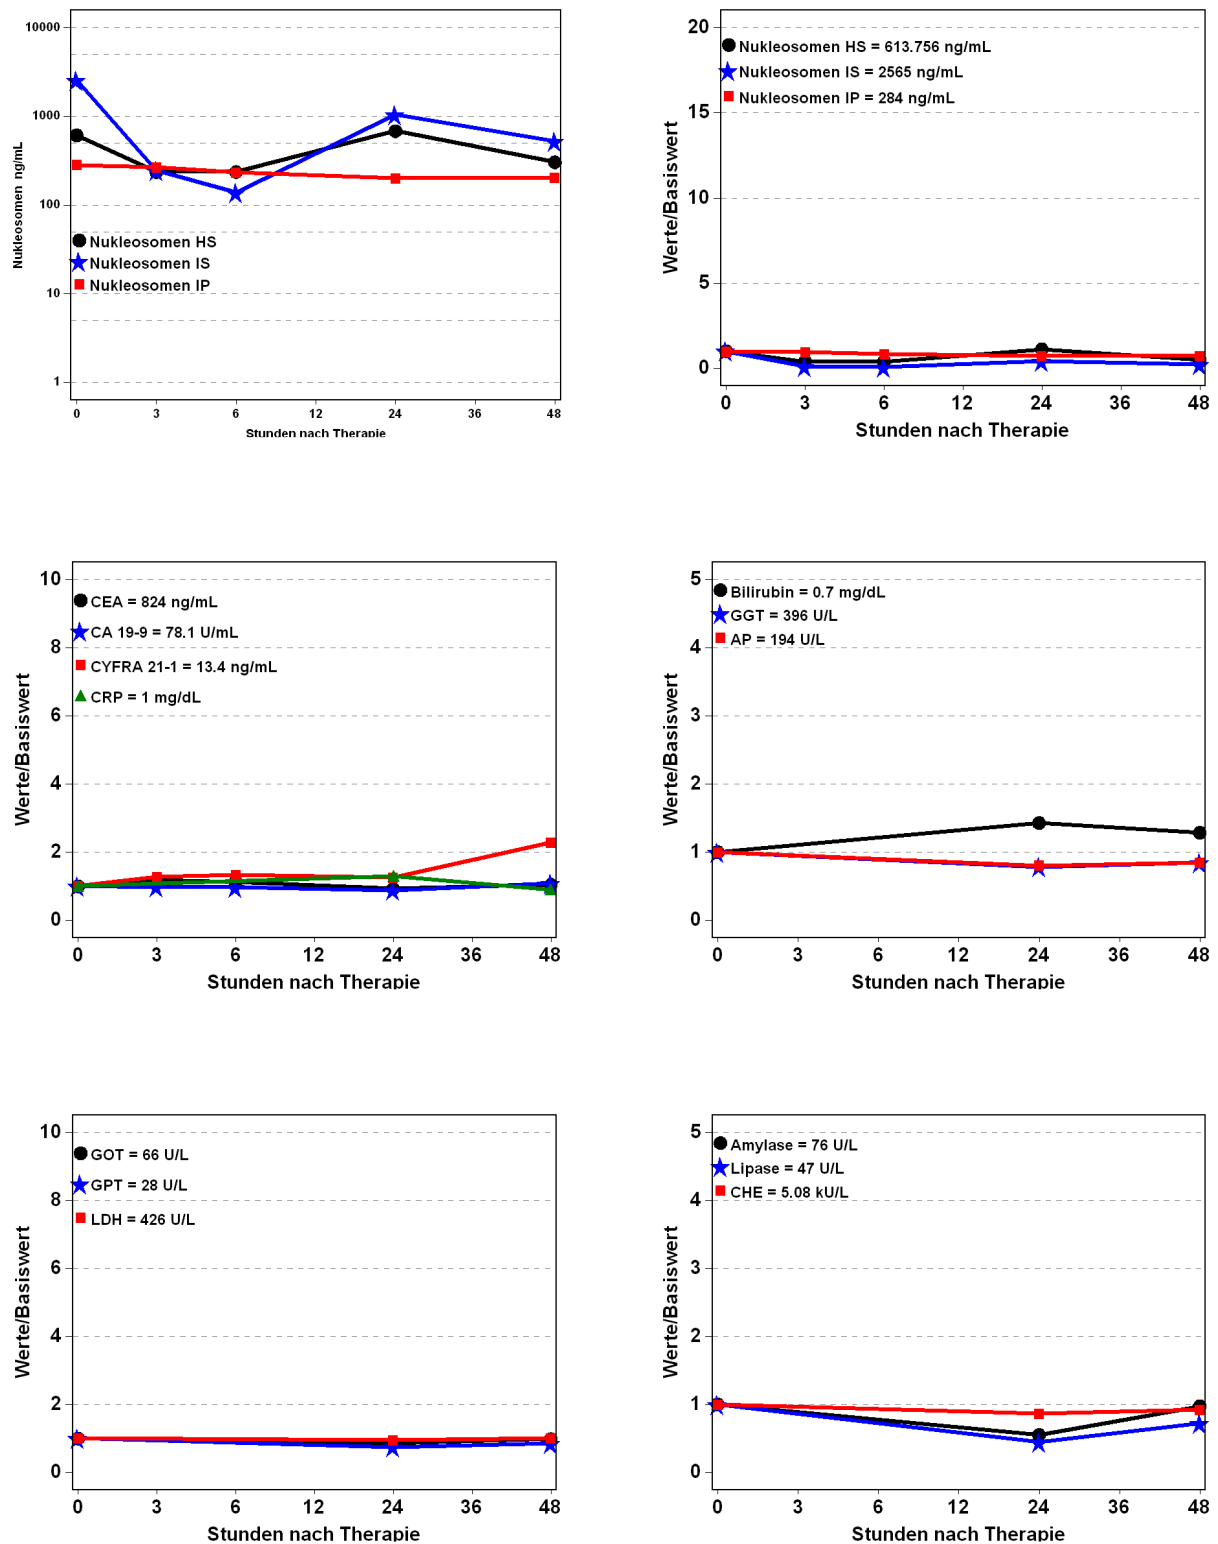 10000
1000
100
10
1
Nukleosomen ng/mL
Nukleosomen HS
Nukleosomen IS
Nukleosomen IP
0 3 6 12 24 36 48
Stunden nach Therapie
20
15
10
5
0
Werte/Basiswert
Nukleosomen HS = 613.756 ng/mL
Nukleosomen IS = 2565 ng/mL
Nukleosomen IP = 284 ng/mL
0 3 6 12 24 36 48
Stunden nach Therapie
10
8
6
4
2
0
Werte/Basiswert
CEA = 824 ng/mL
CA 19-9 = 78.1 U/mL
CYFRA 21-1 = 13.4 ng/mL
CRP = 1 mg/dL
0 3 6 12 24 36 48
Stunden nach Therapie
5
4
3
2
1
0
Werte/Basiswert
Bilirubin = 0.7 mg/dL
GGT = 396 U/L
AP = 194 U/L
0 3 6 12 24 36 48
Stunden nach Therapie
10
8
6
4
2
0
Werte/Basiswert
GOT = 66 U/L
GPT = 28 U/L
LDH = 426 U/L
0 3 6 12 24 36 48
Stunden nach Therapie
5
4
3
2
1
0
Werte/Basiswert
Amylase = 76 U/L
Lipase = 47 U/L
CHE = 5.08 kU/L
0 3 6 12 24 36 48
Stunden nach Therapie